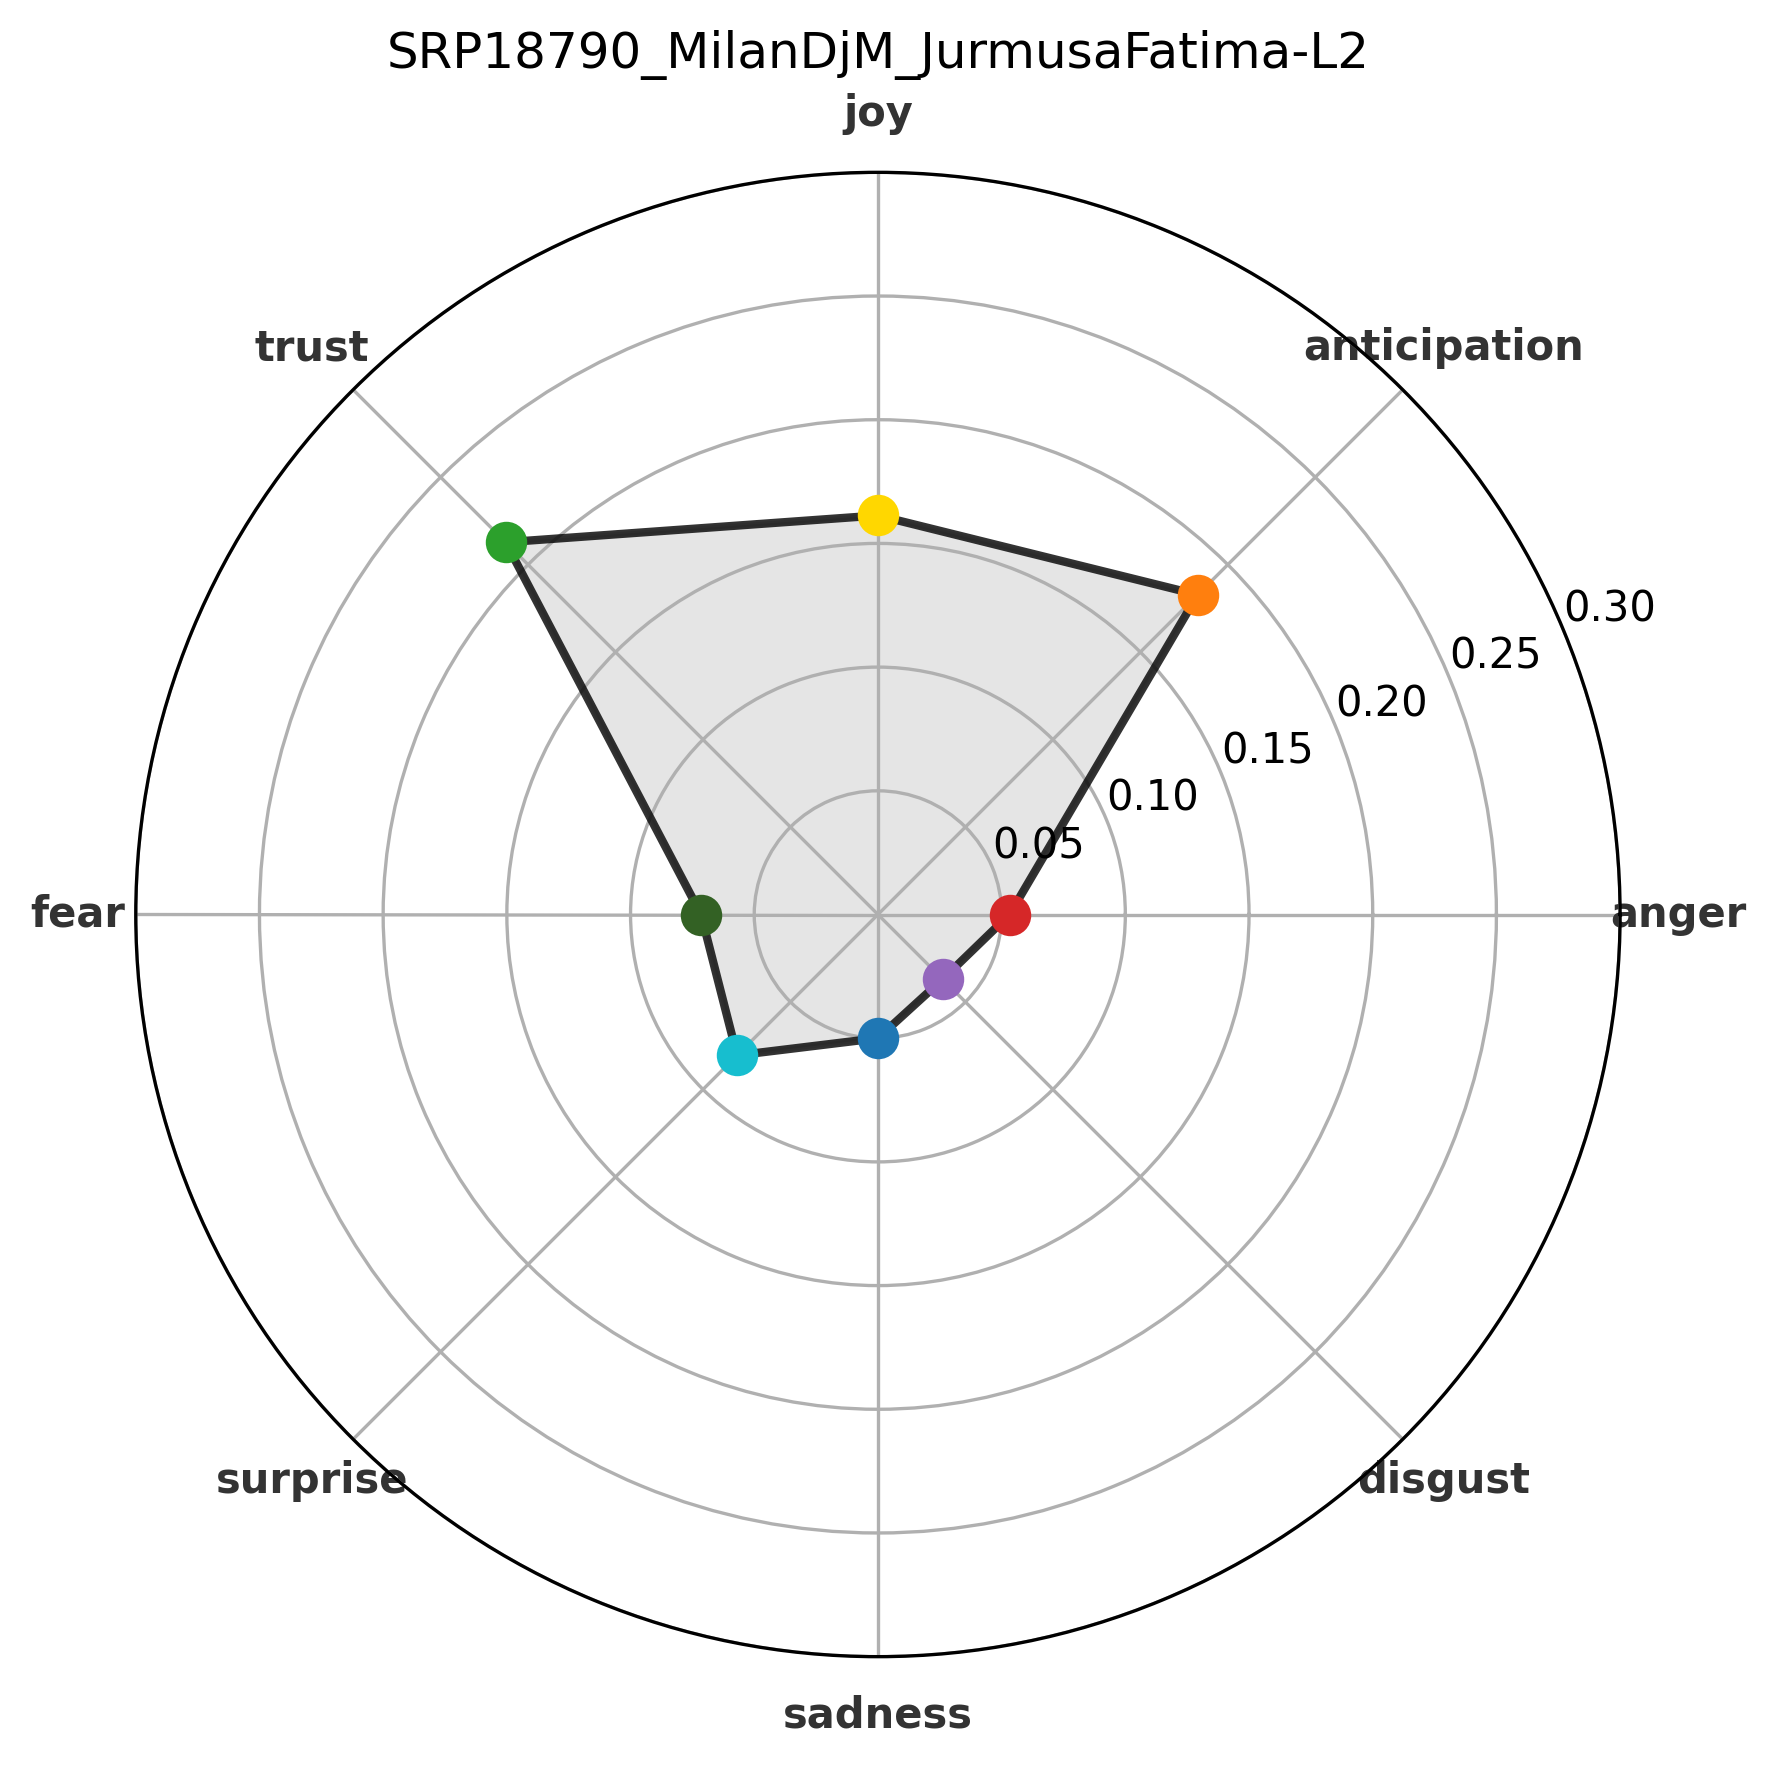 SRP18790_MilanDjM_JurmusaFatima-L2
joy
trust
anticipation
0.30
0.25
0.20
0.15
0.10
0.05
fear
anger
surprise
disgust
sadness